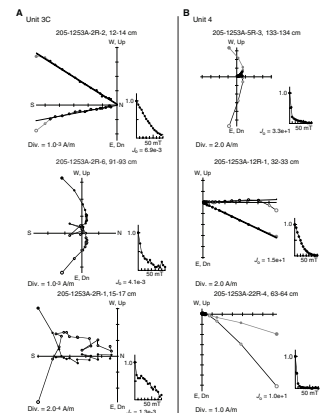 A
Unit 3C
205-1253A-2R-2, 12-14 cm
W, Up
S
N
1.0
50 mT
E, Dn
J₀ = 6.9e-3
Div. = 1.0⁻³ A/m
205-1253A-2R-6, 91-93 cm
W, Up
S
N
1.0
50 mT
E, Dn
J₀ = 4.1e-3
Div. = 1.0⁻³ A/m
205-1253A-2R-1,15-17 cm
W, Up
S
N
1.0
50 mT
E, Dn
J₀ = 1.3e-3
Div. = 2.0⁻⁴ A/m
B
Unit 4
205-1253A-5R-3, 133-134 cm
W, Up
1.0
50 mT
E, Dn
J₀ = 3.3e+1
Div. = 2.0 A/m
205-1253A-12R-1, 32-33 cm
W, Up
1.0
50 mT
J₀ = 1.5e+1
E, Dn
Div. = 2.0 A/m
205-1253A-22R-4, 63-64 cm
W, Up
1.0
50 mT
J₀ = 1.0e+1
E, Dn
Div. = 1.0 A/m